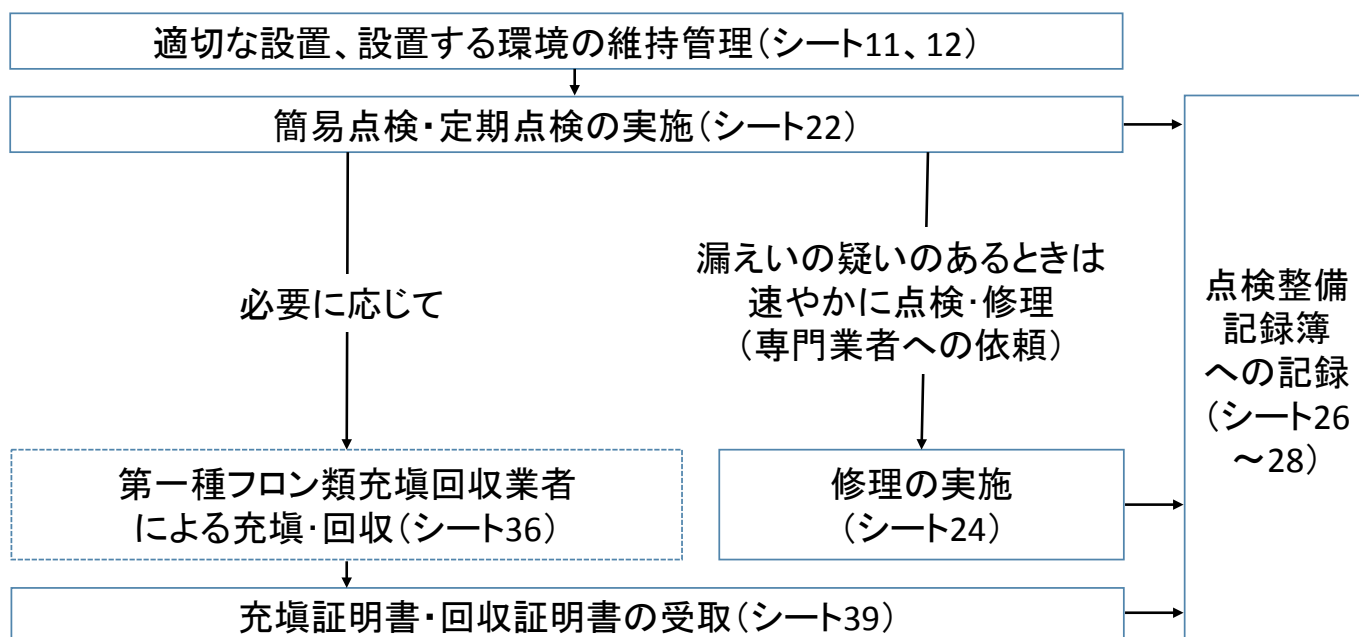 適切な設置、設置する環境の維持管理（シート11、12）
簡易点検・定期点検の実施（シート22）
必要に応じて
漏えいの疑いのあるときは
速やかに点検・修理
（専門業者への依頼）
点検整備
記録簿
への記録
（シート26
～28）
第一種フロン類充塡回収業者
による充塡・回収（シート36）
修理の実施
（シート24）
充塡証明書・回収証明書の受取（シート39）